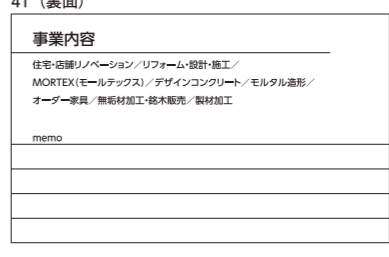 41（裏面）
事業内容
住宅・店舗リノベーション／リフォーム・設計・施工／
MORTEX（モールテックス）／デザインコンクリート／モルタル造形／
オーダー家具／無垢材加工・銘木販売／製材加工
memo